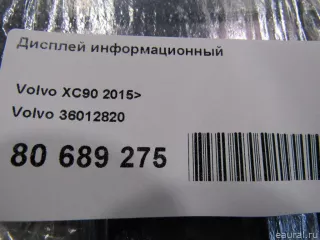 Дисплей информационный
Volvo XC90 2015>
Volvo 36012820
80 689 275
eaural.ru